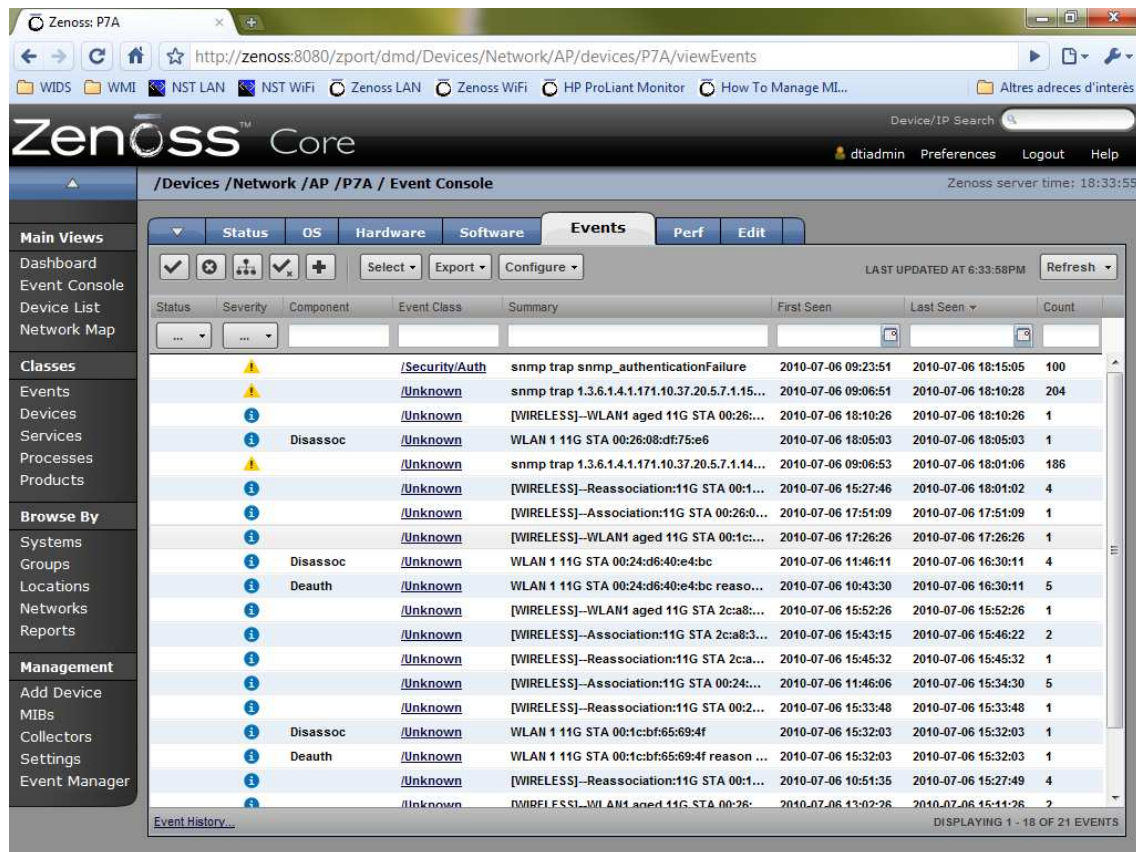 Zenoss: P7A
http://zenoss:8080/zport/dmd/Devices/Network/AP/devices/P7A/viewEvents
WIDS WMI NST LAN NST WiFi Zenoss LAN Zenoss WiFi HP ProLiant Monitor How To Manage MI... Altres adreces d'interès
Zenoss™ Core
Device/IP Search
dtiadmin Preferences Logout Help
/Devices /Network /AP /P7A / Event Console
Zenoss server time: 18:33:55
Main Views
Dashboard
Event Console
Device List
Network Map
Classes
Events
Devices
Services
Processes
Products
Browse By
Systems
Groups
Locations
Networks
Reports
Management
Add Device
MIBs
Collectors
Settings
Event Manager
Status OS Hardware Software Events Perf Edit
Select Export Configure LAST UPDATED AT 6:33:58PM Refresh
Status Severity Component Event Class Summary First Seen Last Seen Count
... ...
/Security/Auth snmp trap snmp_authenticationFailure 2010-07-06 09:23:51 2010-07-06 18:15:05 100
/Unknown snmp trap 1.3.6.1.4.1.171.10.37.20.5.7.1.15... 2010-07-06 09:06:51 2010-07-06 18:10:28 204
/Unknown [WIRELESS]--WLAN1 aged 11G STA 00:26:... 2010-07-06 18:10:26 2010-07-06 18:10:26 1
Disassoc /Unknown WLAN 1 11G STA 00:26:08:df:75:e6 2010-07-06 18:05:03 2010-07-06 18:05:03 1
/Unknown snmp trap 1.3.6.1.4.1.171.10.37.20.5.7.1.14... 2010-07-06 09:06:53 2010-07-06 18:01:06 186
/Unknown [WIRELESS]--Reassociation:11G STA 00:1... 2010-07-06 15:27:46 2010-07-06 18:01:02 4
/Unknown [WIRELESS]--Association:11G STA 00:26:0... 2010-07-06 17:51:09 2010-07-06 17:51:09 1
/Unknown [WIRELESS]--WLAN1 aged 11G STA 00:1c:... 2010-07-06 17:26:26 2010-07-06 17:26:26 1
Disassoc /Unknown WLAN 1 11G STA 00:24:d6:40:e4:bc 2010-07-06 11:46:11 2010-07-06 16:30:11 4
Deauth /Unknown WLAN 1 11G STA 00:24:d6:40:e4:bc reaso... 2010-07-06 10:43:30 2010-07-06 16:30:11 5
/Unknown [WIRELESS]--WLAN1 aged 11G STA 2c:a8:... 2010-07-06 15:52:26 2010-07-06 15:52:26 1
/Unknown [WIRELESS]--Association:11G STA 2c:a8:3... 2010-07-06 15:43:15 2010-07-06 15:46:22 2
/Unknown [WIRELESS]--Reassociation:11G STA 2c:a... 2010-07-06 15:45:32 2010-07-06 15:45:32 1
/Unknown [WIRELESS]--Association:11G STA 00:24:... 2010-07-06 11:46:06 2010-07-06 15:34:30 5
/Unknown [WIRELESS]--Reassociation:11G STA 00:2... 2010-07-06 15:33:48 2010-07-06 15:33:48 1
Disassoc /Unknown WLAN 1 11G STA 00:1c:bf:65:69:4f 2010-07-06 15:32:03 2010-07-06 15:32:03 1
Deauth /Unknown WLAN 1 11G STA 00:1c:bf:65:69:4f reason ... 2010-07-06 15:32:03 2010-07-06 15:32:03 1
/Unknown [WIRELESS]--Reassociation:11G STA 00:1... 2010-07-06 10:51:35 2010-07-06 15:27:49 4
/Unknown [WIRELESS]--WLAN1 aged 11G STA 00:26: 2010-07-06 13:02:26 2010-07-06 15:11:26 2
Event History... DISPLAYING 1 - 18 OF 21 EVENTS